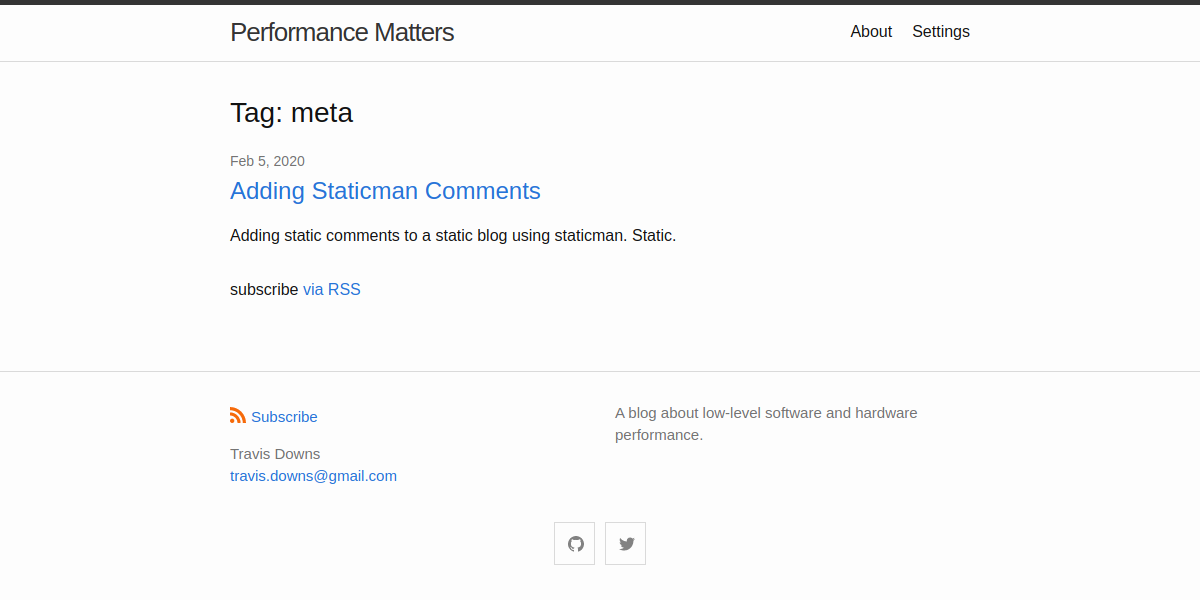 Performance Matters
About Settings
Tag: meta
Feb 5, 2020
Adding Staticman Comments
Adding static comments to a static blog using staticman. Static.
subscribe via RSS
Subscribe
Travis Downs
travis.downs@gmail.com
A blog about low-level software and hardware
performance.